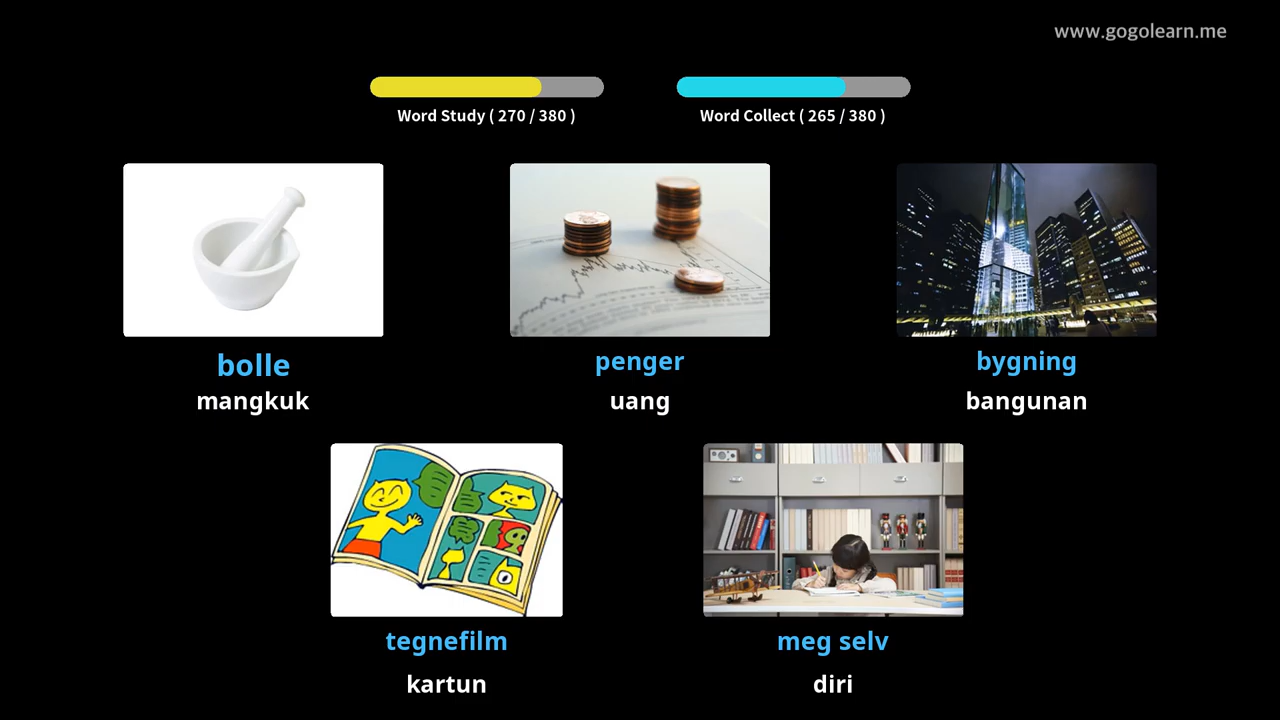 www.gogolearn.me
Word Study ( 270 / 380 )
Word Collect ( 265 / 380 )
bolle
mangkuk
penger
uang
bygning
bangunan
tegnefilm
kartun
meg selv
diri